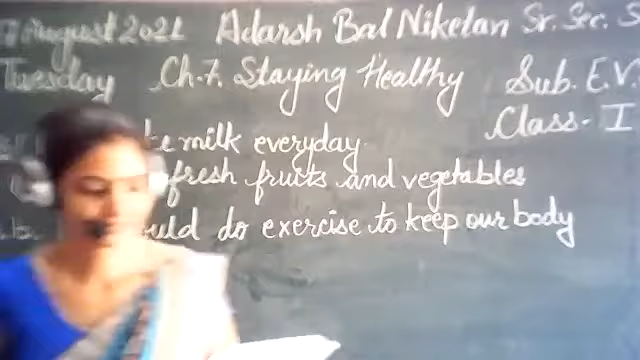 August 2021 Adarsh Bal Niketan Sr. Sec. S
Tuesday Ch-7. Staying Healthy Sub. E.V.
Class-I
milk everyday.
fresh fruits and vegetables
do exercise to keep our body